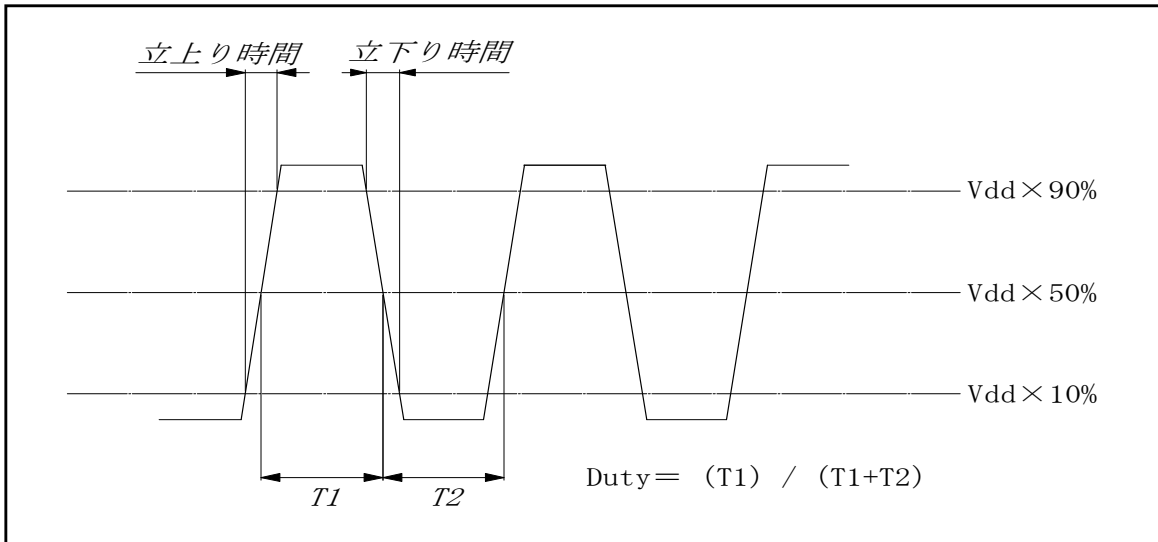 立上り時間 立下り時間
Vdd×90%
Vdd×50%
Vdd×10%
T1 T2
Duty＝ (T1) / (T1+T2)